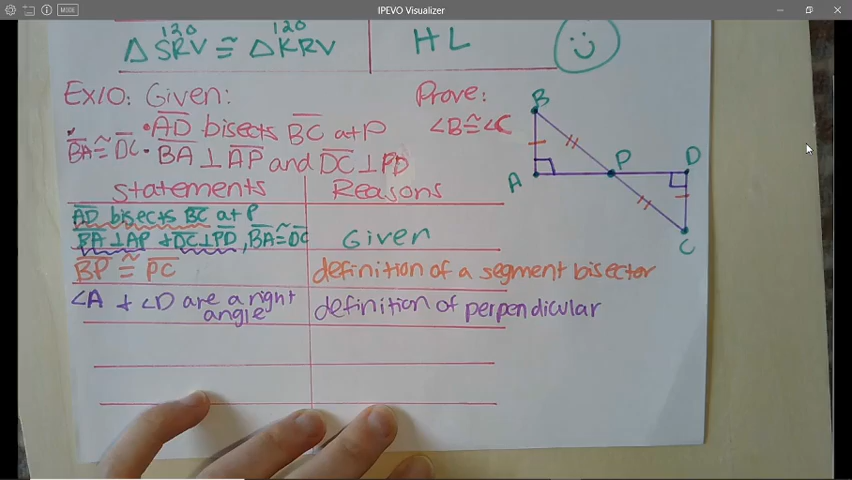 MODE
IPEVO Visualizer
120 120
△SRV ≅ △KRV
HL
Ex10: Given:
• AD bisects BC at P
BA ≅ DC • BA ⊥ AP and DC ⊥ PD
Prove:
∠B ≅ ∠C
B
P
D
A
C
Statements
Reasons
AD bisects BC at P
BA ⊥ AP + DC ⊥ PD, BA ≅ DC
Given
BP ≅ PC
definition of a segment bisector
∠A + ∠D are a right
angle
definition of perpendicular